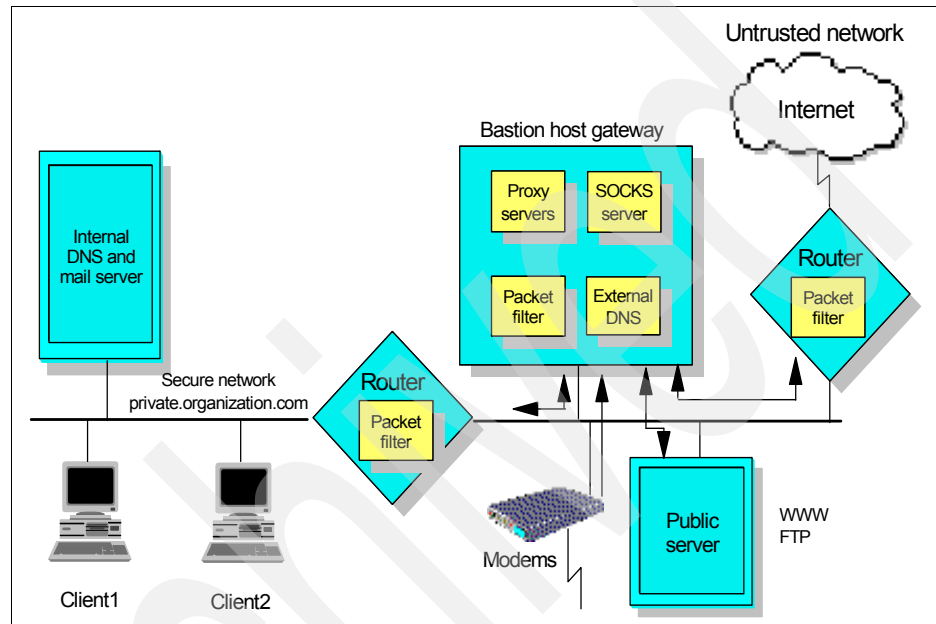 Untrusted network
Internet
Bastion host gateway
Proxy
servers
SOCKS
server
Packet
filter
External
DNS
Router
Packet
filter
Internal
DNS and
mail server
Secure network
private.organization.com
Router
Packet
filter
Client1
Client2
Modems
Public
server
WWW
FTP